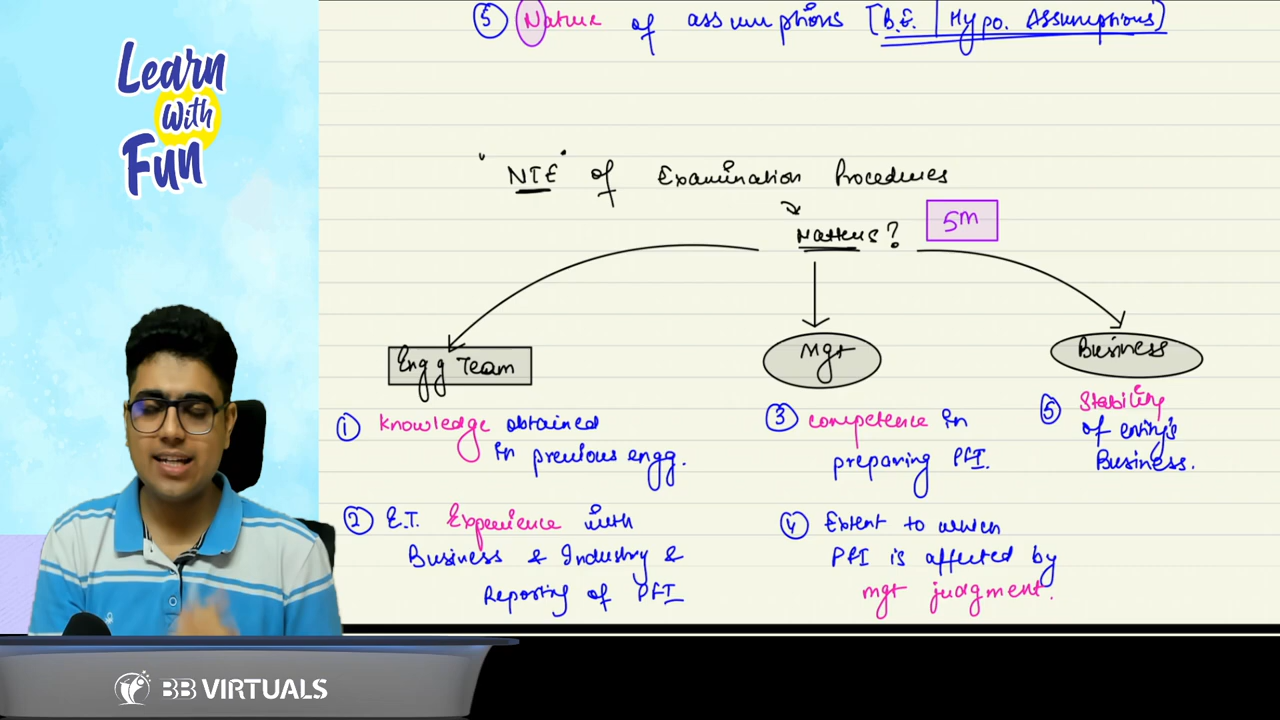 Learn
With
Fun
⑤ Nature of assumptions [B.E. | Hypo. Assumptions]
"NTE" of Examination Procedures
Matters?
5m
Engg Team
Mgt
Business
① Knowledge obtained
in previous engg.
② E.T. Experience with
Business & Industry &
Reporting of PFI
③ competence in
preparing PFI.
④ Extent to which
PFI is affected by
mgt judgment.
⑤ Stability
of entity's
Business.
BB VIRTUALS